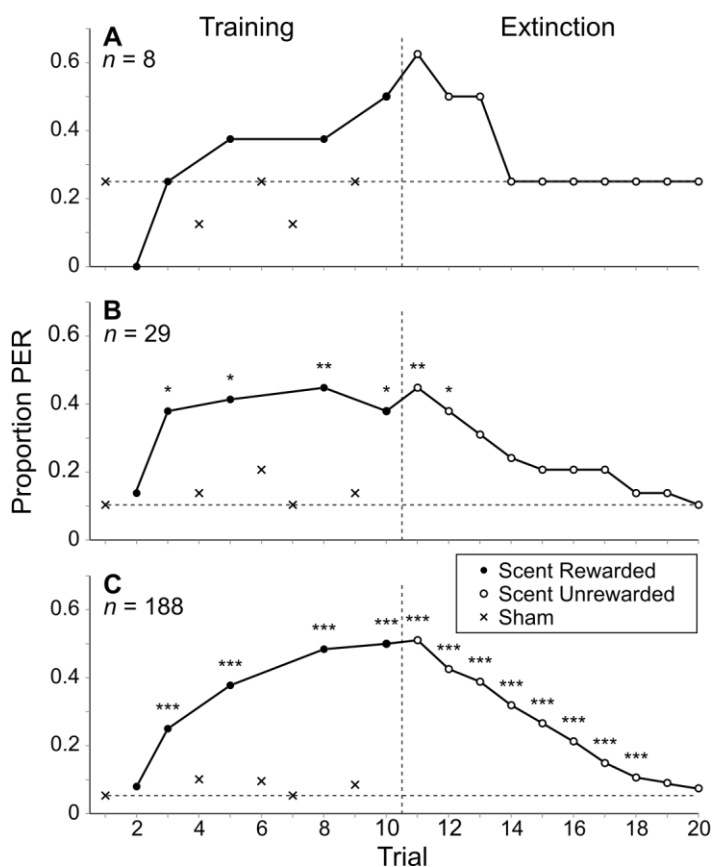 Training
Extinction
A
n = 8
0.6
0.4
0.2
0
B
n = 29
0.6
* * ** * ** *
0.4
0.2
0
Proportion PER
C
n = 188
Scent Rewarded
Scent Unrewarded
Sham
0.6
*** *** *** *** *** *** *** *** *** *** *** ***
0.4
0.2
0
2 4 6 8 10 12 14 16 18 20
Trial